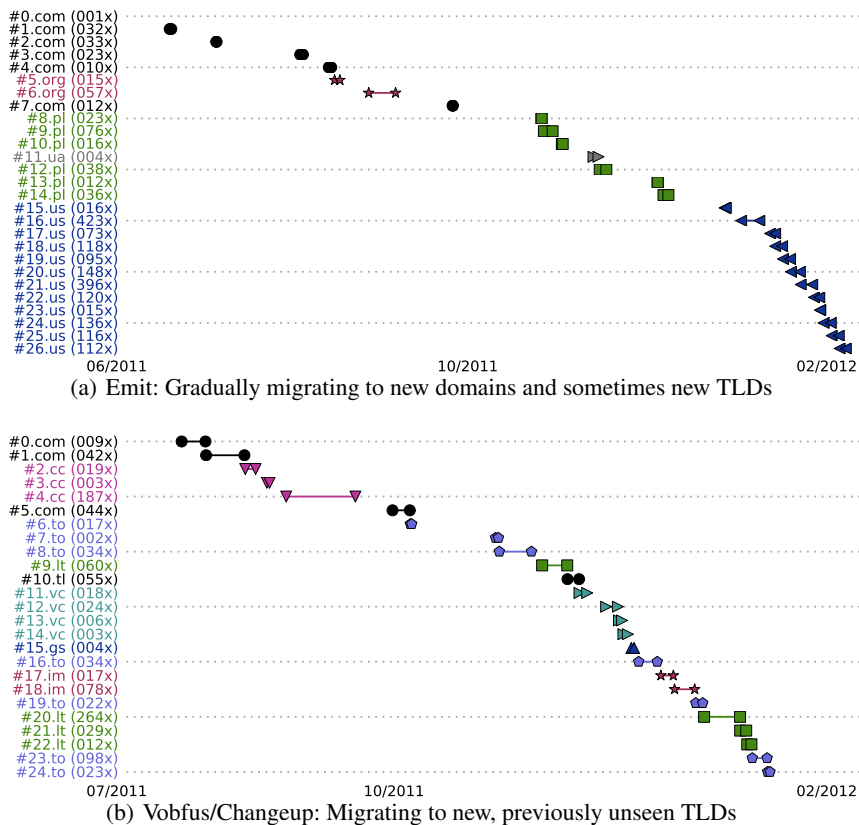 #0.com (001x)
#1.com (032x)
#2.com (033x)
#3.com (023x)
#4.com (010x)
#5.org (015x)
#6.org (057x)
#7.com (012x)
#8.pl (023x)
#9.pl (076x)
#10.pl (016x)
#11.ua (004x)
#12.pl (038x)
#13.pl (012x)
#14.pl (036x)
#15.us (016x)
#16.us (423x)
#17.us (073x)
#18.us (118x)
#19.us (095x)
#20.us (148x)
#21.us (396x)
#22.us (120x)
#23.us (015x)
#24.us (136x)
#25.us (116x)
#26.us (112x)
06/2011 10/2011 02/2012
(a) Emit: Gradually migrating to new domains and sometimes new TLDs
#0.com (009x)
#1.com (042x)
#2.cc (019x)
#3.cc (003x)
#4.cc (187x)
#5.com (044x)
#6.to (017x)
#7.to (002x)
#8.to (034x)
#9.lt (060x)
#10.tl (055x)
#11.vc (018x)
#12.vc (024x)
#13.vc (006x)
#14.vc (003x)
#15.gs (004x)
#16.to (034x)
#17.im (017x)
#18.im (078x)
#19.to (022x)
#20.lt (264x)
#21.lt (029x)
#22.lt (012x)
#23.to (098x)
#24.to (023x)
07/2011 10/2011 02/2012
(b) Vobfus/Changeup: Migrating to new, previously unseen TLDs